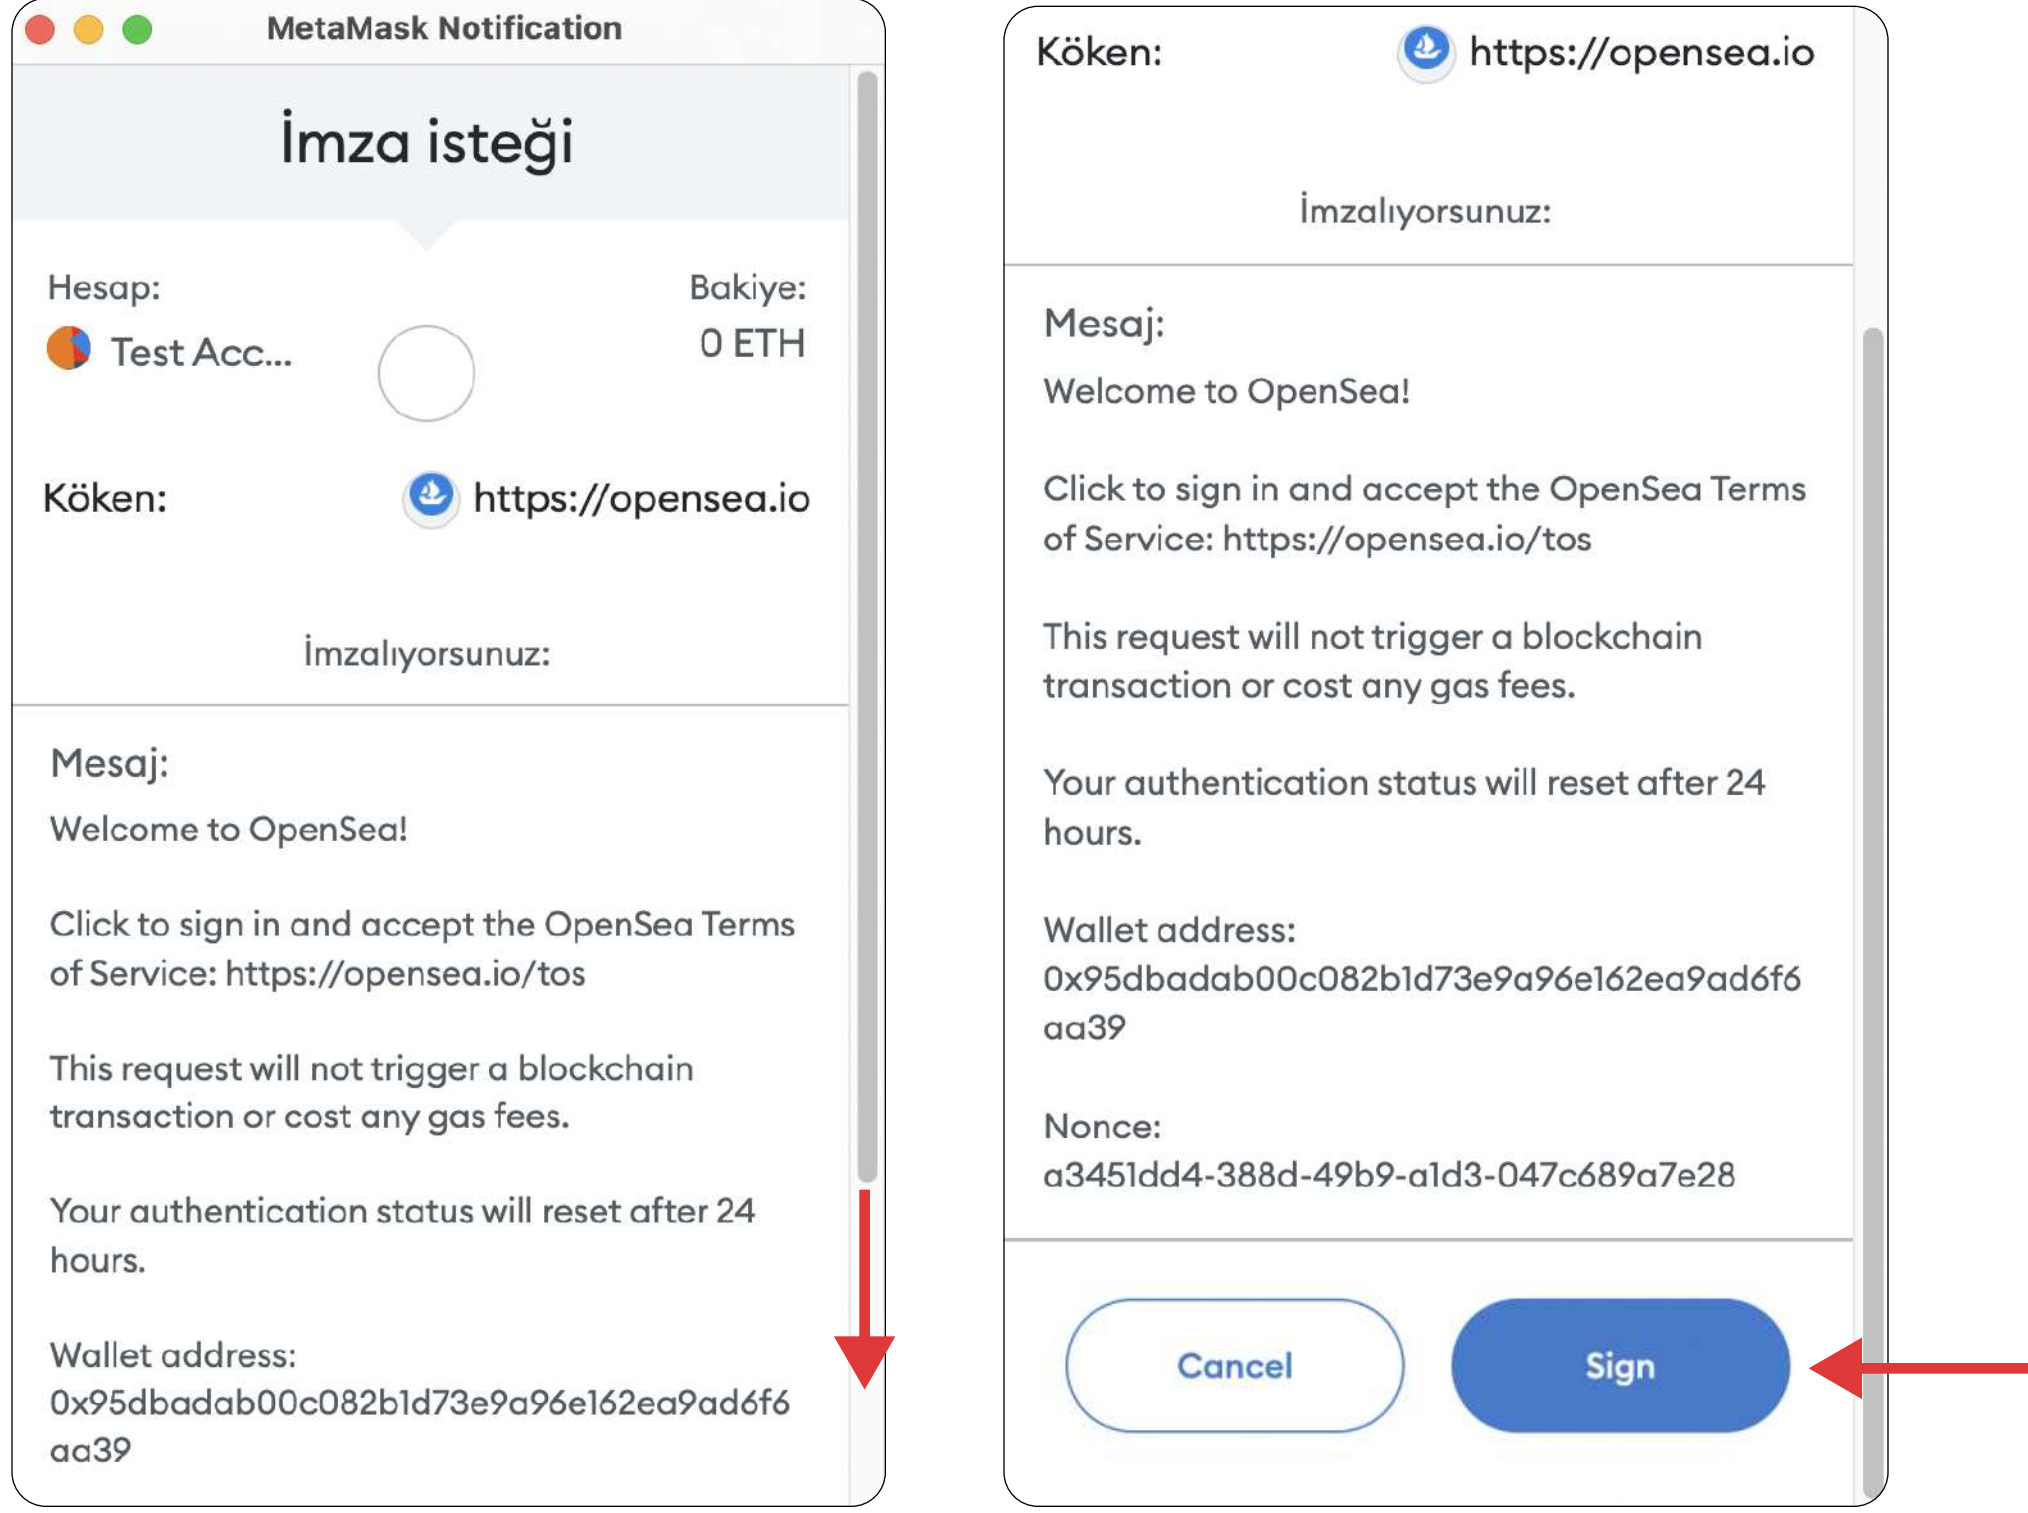 MetaMask Notification
İmza isteği
Hesap:
Bakiye:
Test Acc...
0 ETH
Köken:
https://opensea.io
İmzalıyorsunuz:
Mesaj:
Welcome to OpenSea!
Click to sign in and accept the OpenSea Terms
of Service: https://opensea.io/tos
This request will not trigger a blockchain
transaction or cost any gas fees.
Your authentication status will reset after 24
hours.
Wallet address:
0x95dbadab00c082b1d73e9a96e162ea9ad6f6
aa39
Köken:
https://opensea.io
İmzalıyorsunuz:
Mesaj:
Welcome to OpenSea!
Click to sign in and accept the OpenSea Terms
of Service: https://opensea.io/tos
This request will not trigger a blockchain
transaction or cost any gas fees.
Your authentication status will reset after 24
hours.
Wallet address:
0x95dbadab00c082b1d73e9a96e162ea9ad6f6
aa39
Nonce:
a3451dd4-388d-49b9-a1d3-047c689a7e28
Cancel
Sign